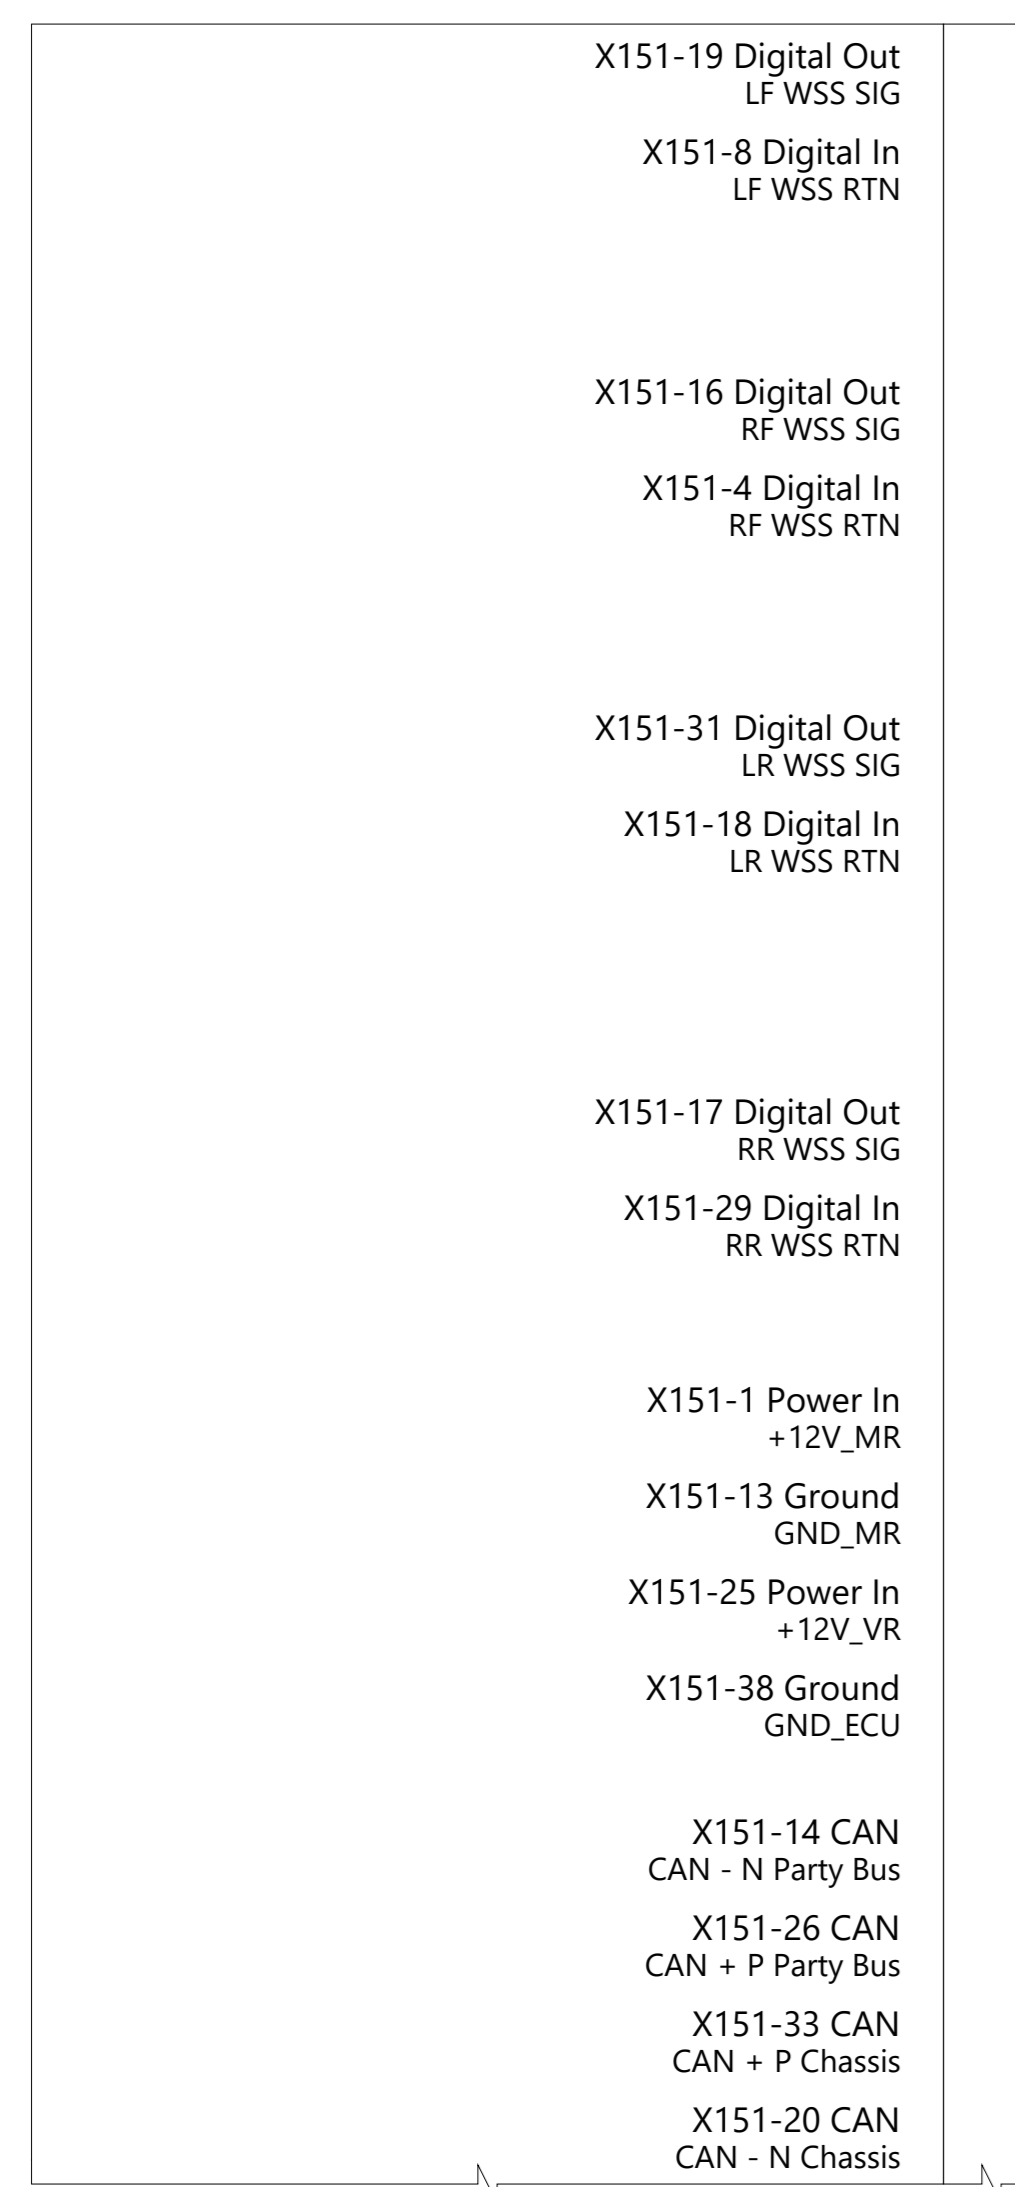 X151-19 Digital Out
LF WSS SIG
X151-8 Digital In
LF WSS RTN
X151-16 Digital Out
RF WSS SIG
X151-4 Digital In
RF WSS RTN
X151-31 Digital Out
LR WSS SIG
X151-18 Digital In
LR WSS RTN
X151-17 Digital Out
RR WSS SIG
X151-29 Digital In
RR WSS RTN
X151-1 Power In
+12V_MR
X151-13 Ground
GND_MR
X151-25 Power In
+12V_VR
X151-38 Ground
GND_ECU
X151-14 CAN
CAN - N Party Bus
X151-26 CAN
CAN + P Party Bus
X151-33 CAN
CAN + P Chassis
X151-20 CAN
CAN - N Chassis